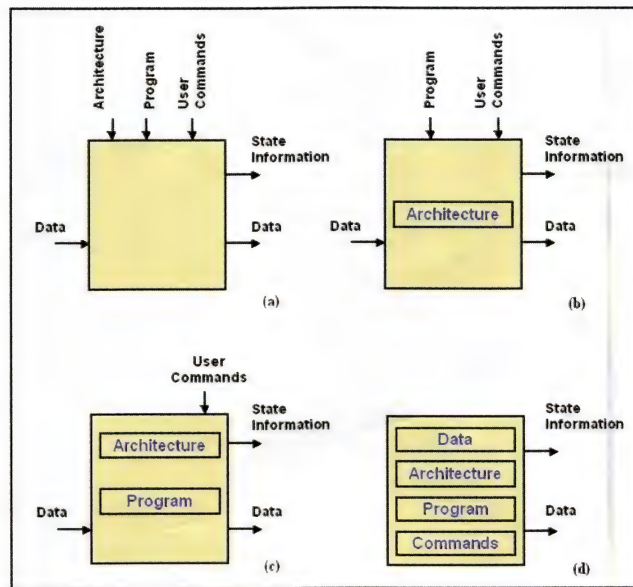 Architecture
Program
User
Commands
State
Information
Data
Data
(a)
Program
User
Commands
State
Information
Architecture
Data
Data
(b)
User
Commands
State
Information
Architecture
Program
Data
Data
(c)
State
Information
Data
Architecture
Program
Data
Commands
(d)